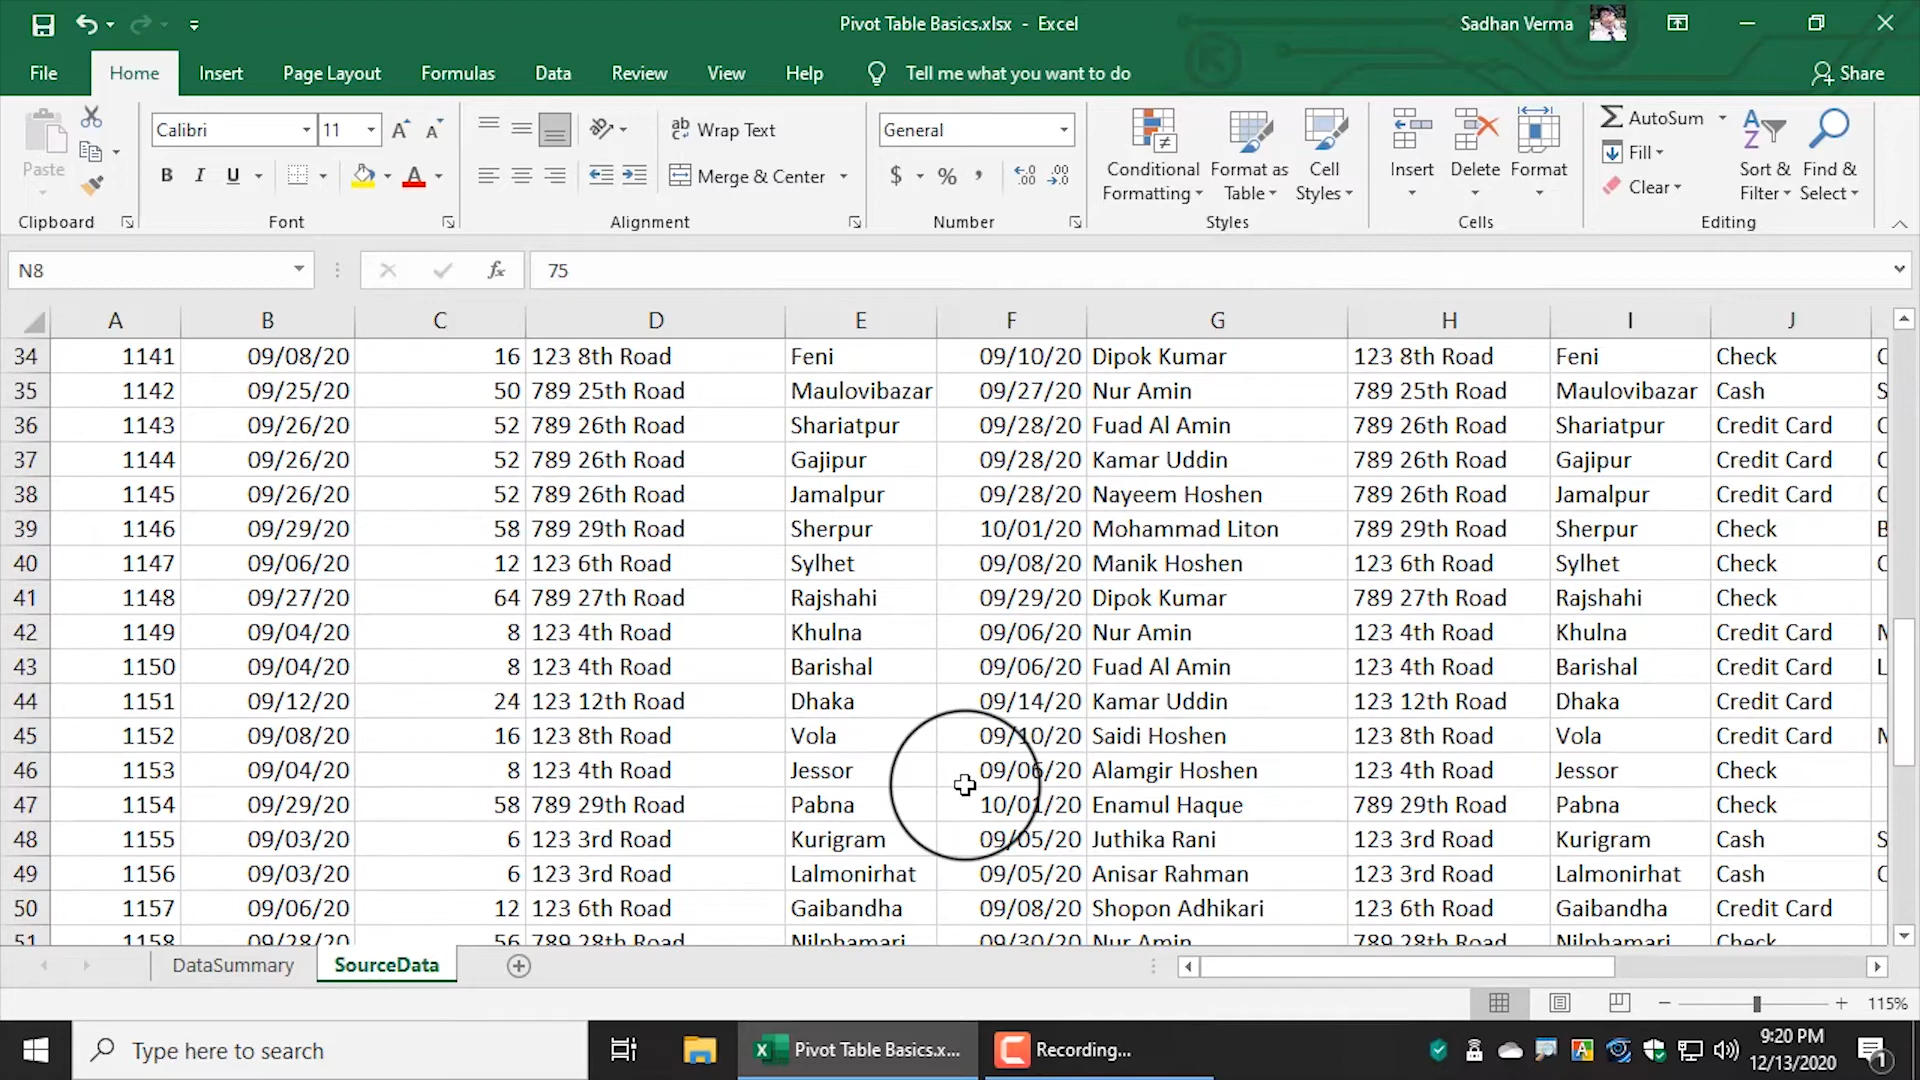 Pivot Table Basics.xlsx - Excel
Sadhan Verma
File Home Insert Page Layout Formulas Data Review View Help Tell me what you want to do Share
Calibri 11 Wrap Text General AutoSum
Paste B I U Merge & Center $ % , Conditional Formatting Format as Table Cell Styles Insert Delete Format Fill Clear Sort & Filter Find & Select
Clipboard Font Alignment Number Styles Cells Editing
N8 fx 75
A B C D E F G H I J
34 1141 09/08/20 16 123 8th Road Feni 09/10/20 Dipok Kumar 123 8th Road Feni Check
35 1142 09/25/20 50 789 25th Road Maulovibazar 09/27/20 Nur Amin 789 25th Road Maulovibazar Cash
36 1143 09/26/20 52 789 26th Road Shariatpur 09/28/20 Fuad Al Amin 789 26th Road Shariatpur Credit Card
37 1144 09/26/20 52 789 26th Road Gajipur 09/28/20 Kamar Uddin 789 26th Road Gajipur Credit Card
38 1145 09/26/20 52 789 26th Road Jamalpur 09/28/20 Nayeem Hoshen 789 26th Road Jamalpur Credit Card
39 1146 09/29/20 58 789 29th Road Sherpur 10/01/20 Mohammad Liton 789 29th Road Sherpur Check
40 1147 09/06/20 12 123 6th Road Sylhet 09/08/20 Manik Hoshen 123 6th Road Sylhet Check
41 1148 09/27/20 64 789 27th Road Rajshahi 09/29/20 Dipok Kumar 789 27th Road Rajshahi Check
42 1149 09/04/20 8 123 4th Road Khulna 09/06/20 Nur Amin 123 4th Road Khulna Credit Card
43 1150 09/04/20 8 123 4th Road Barishal 09/06/20 Fuad Al Amin 123 4th Road Barishal Credit Card
44 1151 09/12/20 24 123 12th Road Dhaka 09/14/20 Kamar Uddin 123 12th Road Dhaka Credit Card
45 1152 09/08/20 16 123 8th Road Vola 09/10/20 Saidi Hoshen 123 8th Road Vola Credit Card
46 1153 09/04/20 8 123 4th Road Jessor 09/06/20 Alamgir Hoshen 123 4th Road Jessor Check
47 1154 09/29/20 58 789 29th Road Pabna 10/01/20 Enamul Haque 789 29th Road Pabna Check
48 1155 09/03/20 6 123 3rd Road Kurigram 09/05/20 Juthika Rani 123 3rd Road Kurigram Cash
49 1156 09/03/20 6 123 3rd Road Lalmonirhat 09/05/20 Anisar Rahman 123 3rd Road Lalmonirhat Cash
50 1157 09/06/20 12 123 6th Road Gaibandha 09/08/20 Shopon Adhikari 123 6th Road Gaibandha Credit Card
51 1158 09/28/20 56 789 28th Road Nilphamari 09/30/20 Nur Amin 789 28th Road Nilphamari Check
DataSummary SourceData
115%
Type here to search Pivot Table Basics.x... Recording... 9:20 PM
12/13/2020 1